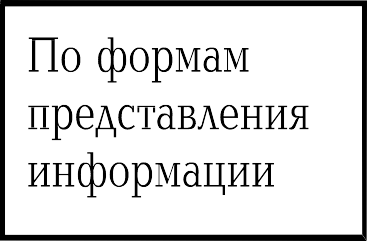 По формам
представления
информации